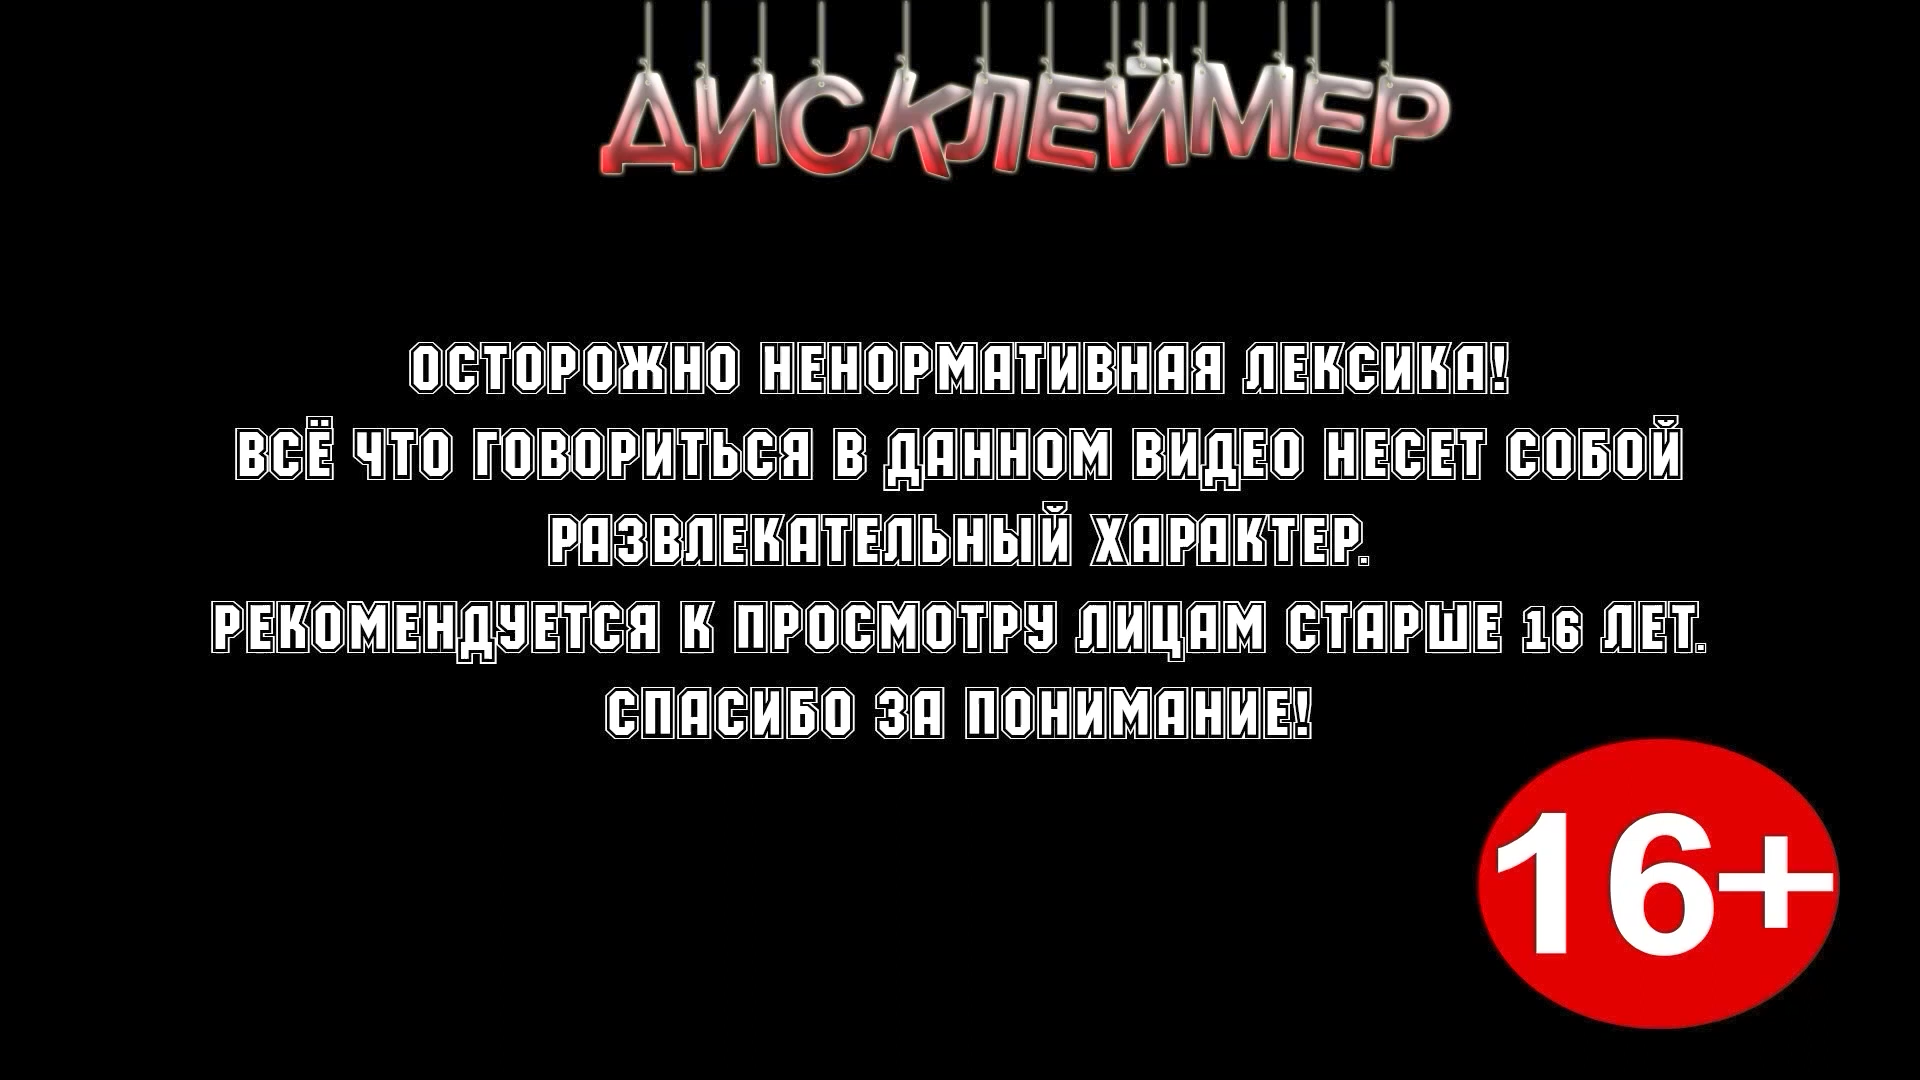 ДИСКЛЕЙМЕР
ОСТОРОЖНО НЕНОРМАТИВНАЯ ЛЕКСИКА!
ВСЁ ЧТО ГОВОРИТЬСЯ В ДАННОМ ВИДЕО НЕСЕТ СОБОЙ
РАЗВЛЕКАТЕЛЬНЫЙ ХАРАКТЕР.
РЕКОМЕНДУЕТСЯ К ПРОСМОТРУ ЛИЦАМ СТАРШЕ 16 ЛЕТ.
СПАСИБО ЗА ПОНИМАНИЕ!
16+